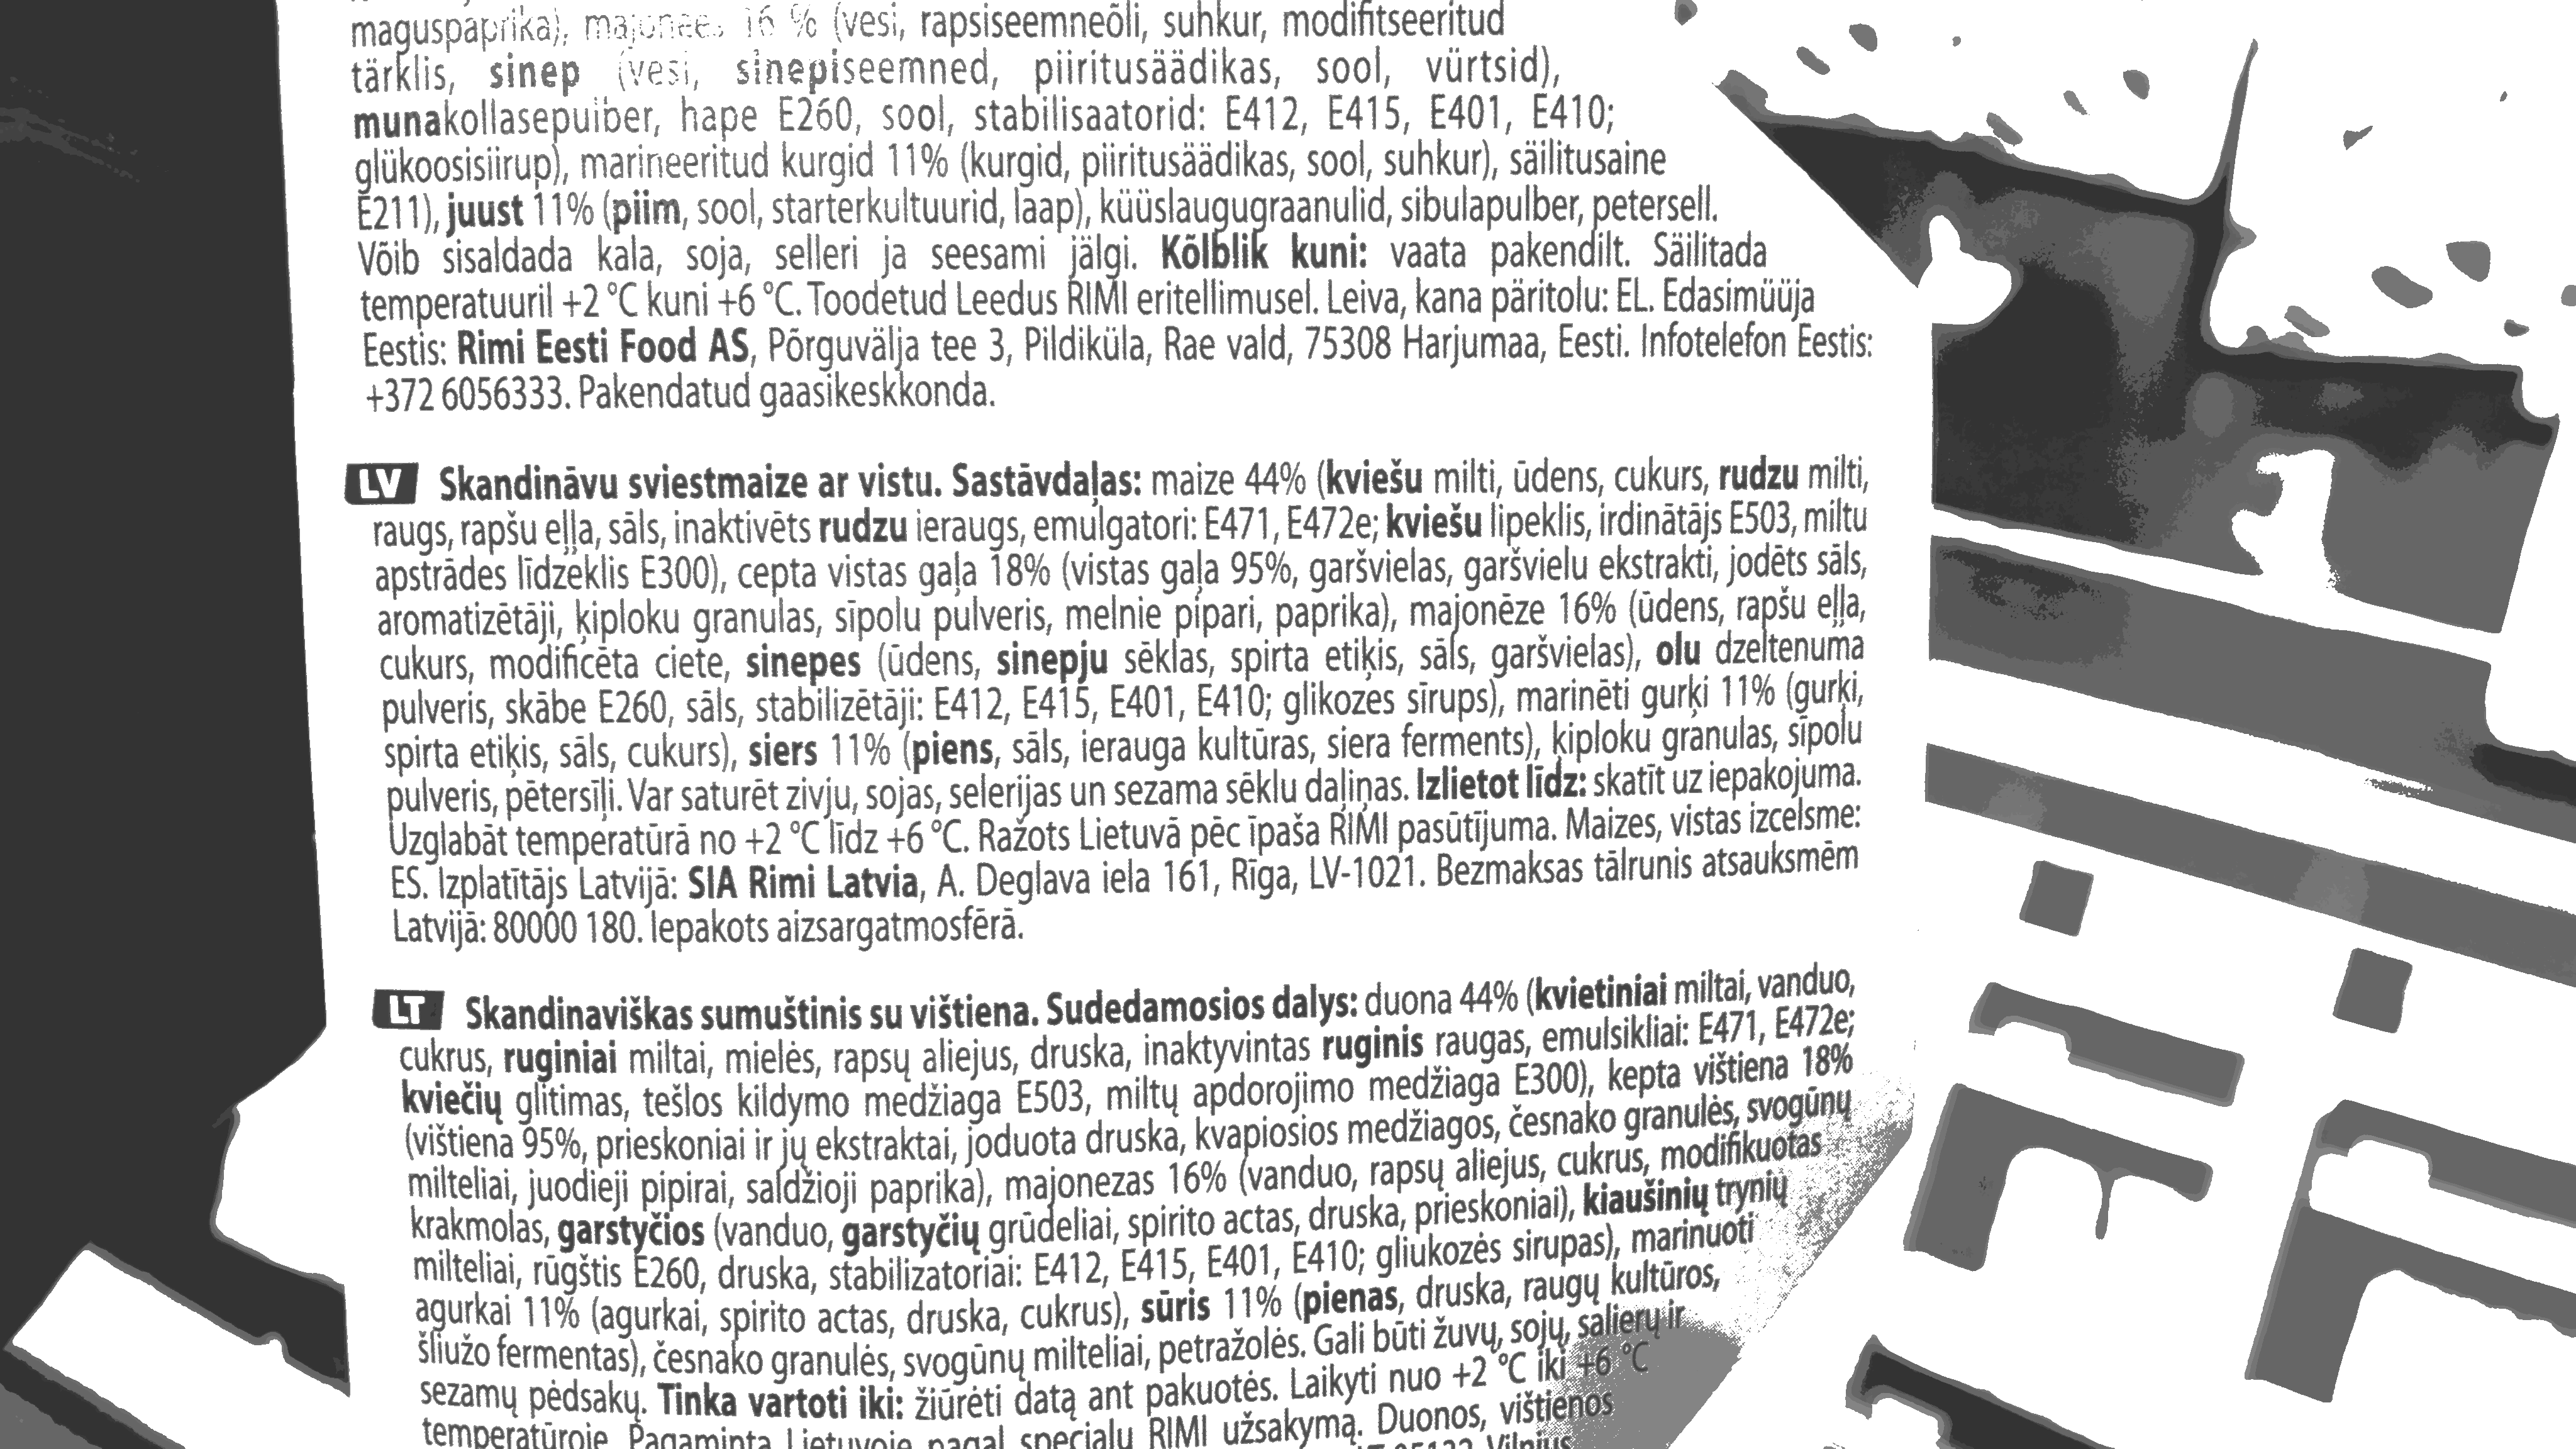 maguspaprika), majonees 16 % (vesi, rapsiseemneõli, suhkur, modifitseeritud
tärklis, sinep (vesi, sinepiseemned, piiritusäädikas, sool, vürtsid),
munakollasepulber, hape E260, sool, stabilisaatorid: E412, E415, E401, E410;
glükoosisiirup), marineeritud kurgid 11% (kurgid, piiritusäädikas, sool, suhkur), säilitusaine
E211), juust 11% (piim, sool, starterkultuurid, laap), küüslaugugraanulid, sibulapulber, petersell.
Võib sisaldada kala, soja, selleri ja seesami jälgi. Kõlblik kuni: vaata pakendilt. Säilitada
temperatuuril +2 °C kuni +6 °C. Toodetud Leedus RIMI eritellimusel. Leiva, kana päritolu: EL. Edasimüüja
Eestis: Rimi Eesti Food AS, Põrguvälja tee 3, Pildiküla, Rae vald, 75308 Harjumaa, Eesti. Infotelefon Eestis:
+372 6056333. Pakendatud gaasikeskkonda.
LV Skandināvu sviestmaize ar vistu. Sastāvdaļas: maize 44% (kviešu milti, ūdens, cukurs, rudzu milti,
raugs, rapšu eļļa, sāls, inaktivēts rudzu ieraugs, emulgatori: E471, E472e; kviešu lipeklis, irdinātājs E503, miltu
apstrādes līdzeklis E300), cepta vistas gaļa 18% (vistas gaļa 95%, garšvielas, garšvielu ekstrakti, jodēts sāls,
aromatizētāji, ķiploku granulas, sīpolu pulveris, melnie pipari, paprika), majonēze 16% (ūdens, rapšu eļļa,
cukurs, modificēta ciete, sinepes (ūdens, sinepju sēklas, spirta etiķis, sāls, garšvielas), olu dzeltenuma
pulveris, skābe E260, sāls, stabilizētāji: E412, E415, E401, E410; glikozes sīrups), marinēti gurķi 11% (gurķi,
spirta etiķis, sāls, cukurs), siers 11% (piens, sāls, ierauga kultūras, siera ferments), ķiploku granulas, sīpolu
pulveris, pētersīļi. Var saturēt zivju, sojas, selerijas un sezama sēklu daļiņas. Izlietot līdz: skatīt uz iepakojuma.
Uzglabāt temperatūrā no +2 °C līdz +6 °C. Ražots Lietuvā pēc īpaša RIMI pasūtījuma. Maizes, vistas izcelsme:
ES. Izplatītājs Latvijā: SIA Rimi Latvia, A. Deglava iela 161, Rīga, LV-1021. Bezmaksas tālrunis atsauksmēm
Latvijā: 80000 180. Iepakots aizsargatmosfērā.
LT Skandinaviškas sumuštinis su vištiena. Sudedamosios dalys: duona 44% (kvietiniai miltai, vanduo,
cukrus, ruginiai miltai, mielės, rapsų aliejus, druska, inaktyvintas ruginis raugas, emulsikliai: E471, E472e;
kviečių glitimas, tešlos kildymo medžiaga E503, miltų apdorojimo medžiaga E300), kepta vištiena 18%
(vištiena 95%, prieskoniai ir jų ekstraktai, joduota druska, kvapiosios medžiagos, česnako granulės, svogūnų
milteliai, juodieji pipirai, saldžioji paprika), majonezas 16% (vanduo, rapsų aliejus, cukrus, modifikuotas
krakmolas, garstyčios (vanduo, garstyčių grūdeliai, spirito actas, druska, prieskoniai), kiaušinių trynių
milteliai, rūgštis E260, druska, stabilizatoriai: E412, E415, E401, E410; gliukozės sirupas), marinuoti
agurkai 11% (agurkai, spirito actas, druska, cukrus), sūris 11% (pienas, druska, raugų kultūros,
šliužo fermentas), česnako granulės, svogūnų milteliai, petražolės. Gali būti žuvų, sojų, salierų ir
sezamų pėdsakų. Tinka vartoti iki: žiūrėti datą ant pakuotės. Laikyti nuo +2 °C iki +6 °C
temperatūroje. Pagaminta Lietuvoje pagal specialų RIMI užsakymą. Duonos, vištienos
Vilnius